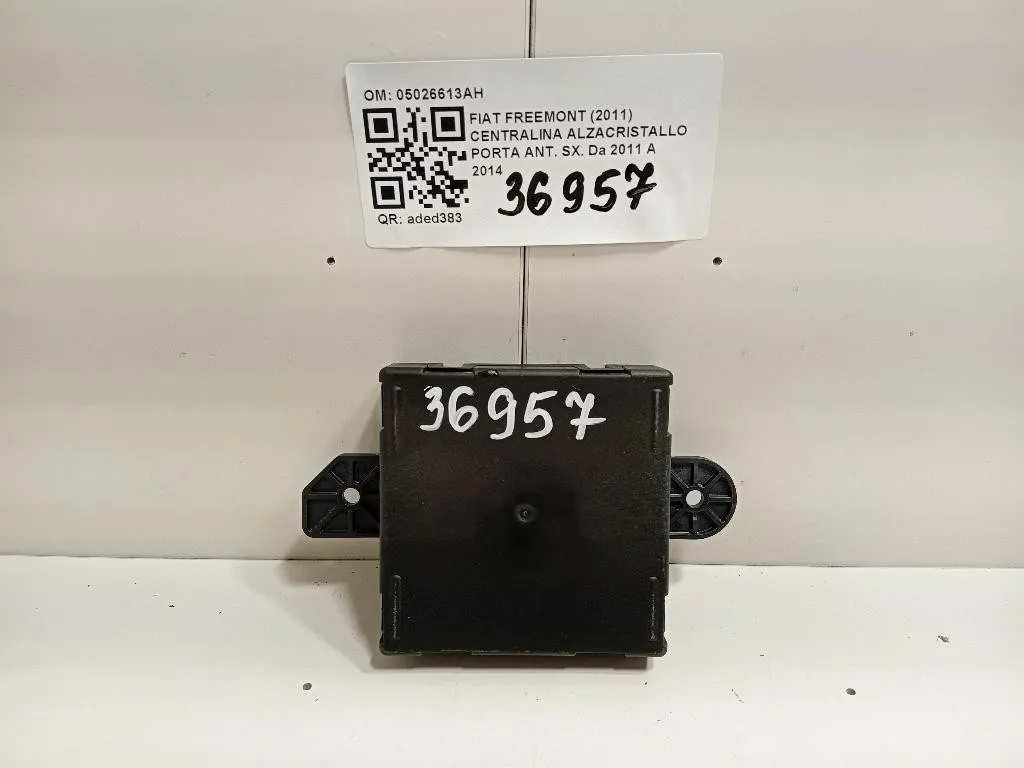 OM: 05026613AH
FIAT FREEMONT (2011)
CENTRALINA ALZACRISTALLO
PORTA ANT. SX. Da 2011 A
2014
36957
QR: aded383
36957